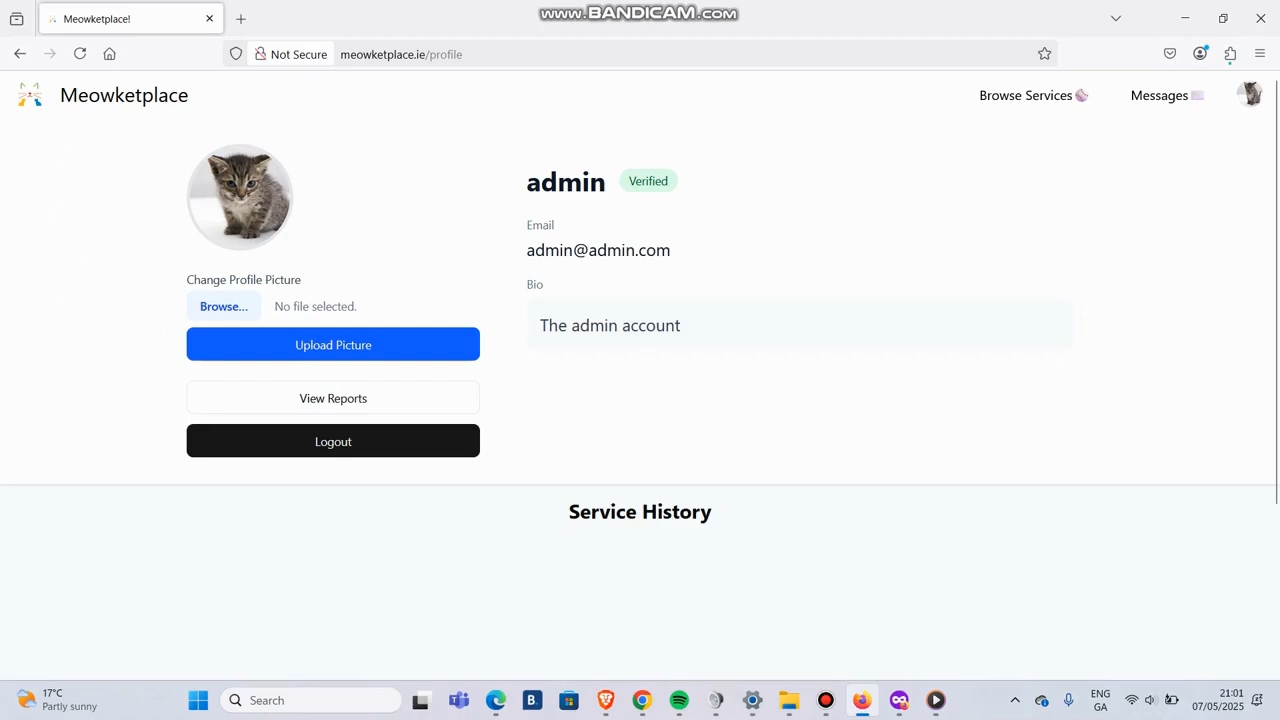 Meowketplace!
www.BANDICAM.com
Not Secure
meowketplace.ie/profile
Meowketplace
Browse Services
Messages
admin
Verified
Email
admin@admin.com
Change Profile Picture
Bio
Browse...
No file selected.
The admin account
Upload Picture
View Reports
Logout
Service History
17°C
Partly sunny
Search
B.
ENG
GA
21:01
07/05/2025